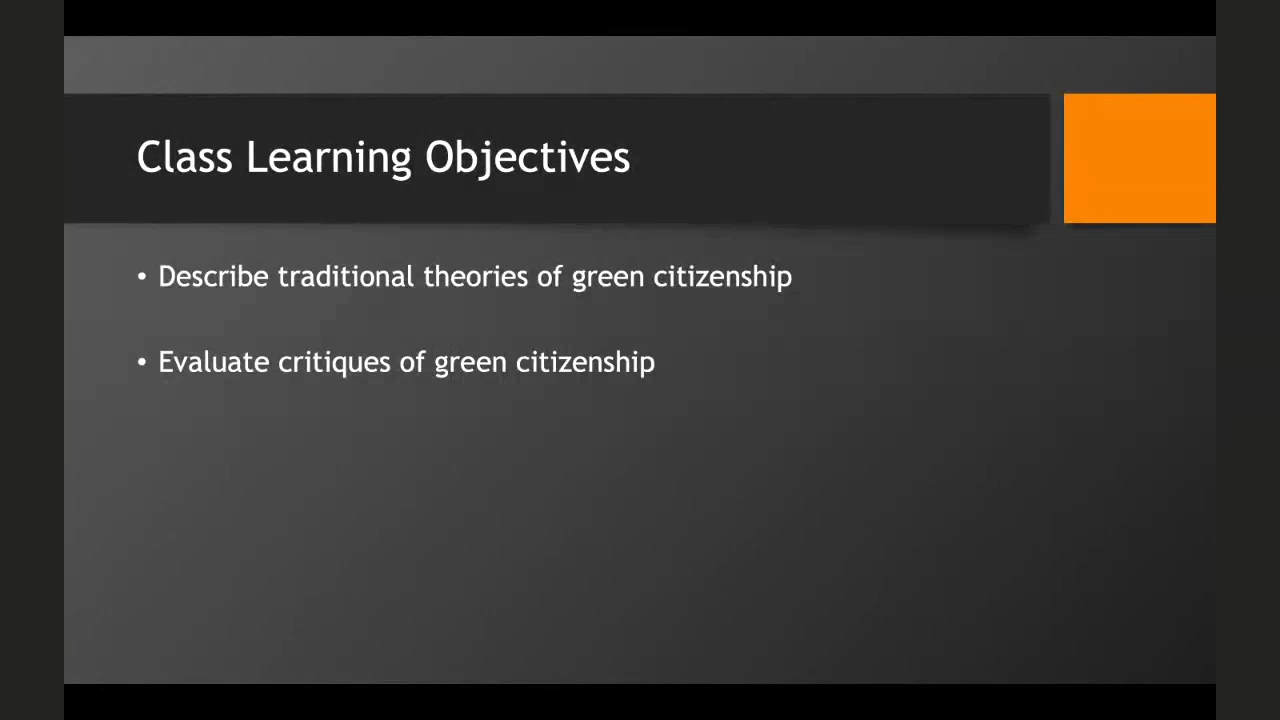 Class Learning Objectives
• Describe traditional theories of green citizenship
• Evaluate critiques of green citizenship